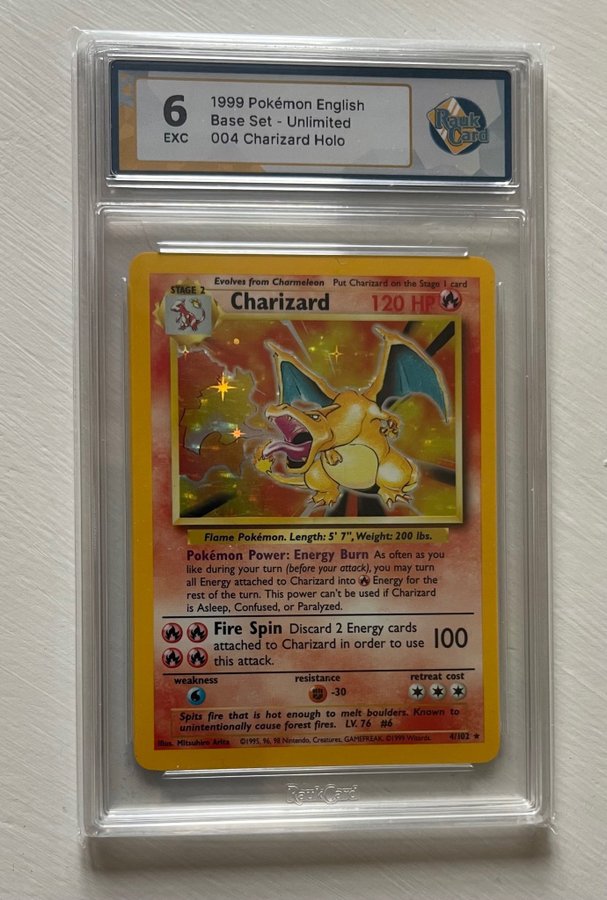 6
EXC
1999 Pokémon English
Base Set - Unlimited
004 Charizard Holo
Rauk
Card
Evolves from Charmeleon Put Charizard on the Stage 1 card
STAGE 2
Charizard 120 HP
Flame Pokémon. Length: 5' 7", Weight: 200 lbs.
Pokémon Power: Energy Burn As often as you
like during your turn (before your attack), you may turn
all Energy attached to Charizard into Energy for the
rest of the turn. This power can't be used if Charizard
is Asleep, Confused, or Paralyzed.
Fire Spin Discard 2 Energy cards
attached to Charizard in order to use 100
this attack.
weakness resistance retreat cost
-30
Spits fire that is hot enough to melt boulders. Known to
unintentionally cause forest fires. LV. 76 #6
Illus. Mitsuhiro Arita ©1995, 96, 98 Nintendo, Creatures, GAMEFREAK. ©1999 Wizards. 4/102 ★
RaukCard